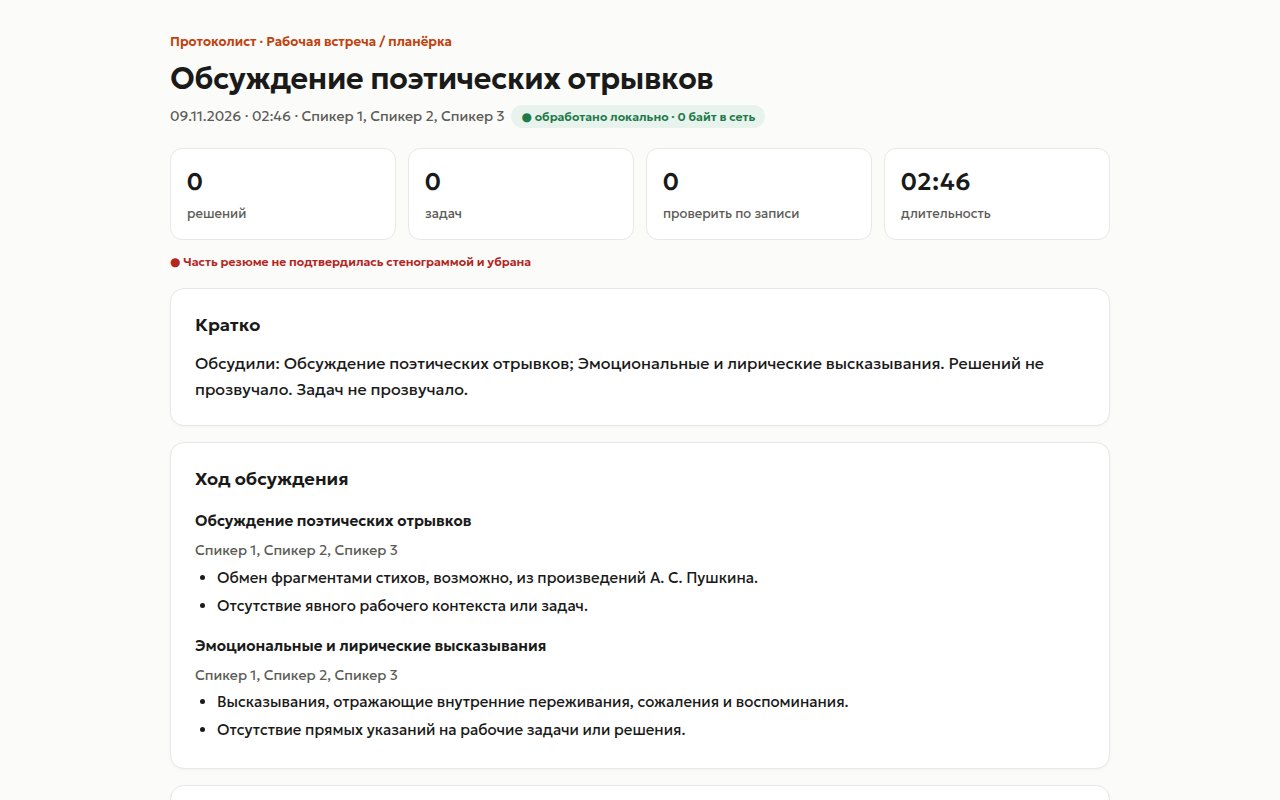 Протоколист · Рабочая встреча / планёрка
Обсуждение поэтических отрывков
09.11.2026 · 02:46 · Спикер 1, Спикер 2, Спикер 3 ● обработано локально · 0 байт в сеть
0
решений
0
задач
0
проверить по записи
02:46
длительность
● Часть резюме не подтвердилась стенограммой и убрана
Кратко
Обсудили: Обсуждение поэтических отрывков; Эмоциональные и лирические высказывания. Решений не
прозвучало. Задач не прозвучало.
Ход обсуждения
Обсуждение поэтических отрывков
Спикер 1, Спикер 2, Спикер 3
• Обмен фрагментами стихов, возможно, из произведений А. С. Пушкина.
• Отсутствие явного рабочего контекста или задач.
Эмоциональные и лирические высказывания
Спикер 1, Спикер 2, Спикер 3
• Высказывания, отражающие внутренние переживания, сожаления и воспоминания.
• Отсутствие прямых указаний на рабочие задачи или решения.